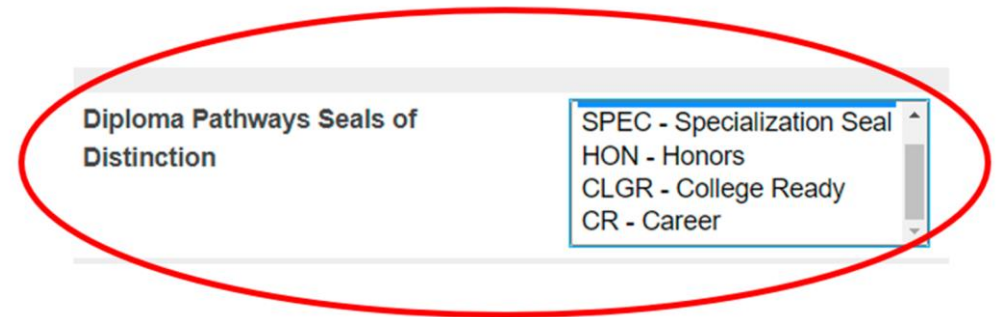 Diploma Pathways Seals of
Distinction
SPEC - Specialization Seal
HON - Honors
CLGR - College Ready
CR - Career